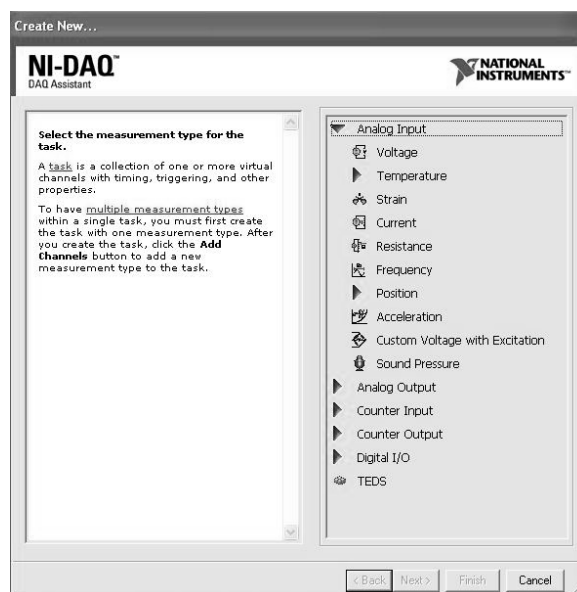 Create New...
NI-DAQ™
DAQ Assistant
NATIONAL
INSTRUMENTS™
Select the measurement type for the
task.
A task is a collection of one or more virtual
channels with timing, triggering, and other
properties.
To have multiple measurement types
within a single task, you must first create
the task with one measurement type. After
you create the task, click the Add
Channels button to add a new
measurement type to the task.
Analog Input
Voltage
Temperature
Strain
Current
Resistance
Frequency
Position
Acceleration
Custom Voltage with Excitation
Sound Pressure
Analog Output
Counter Input
Counter Output
Digital I/O
TEDS
< Back Next > Finish Cancel